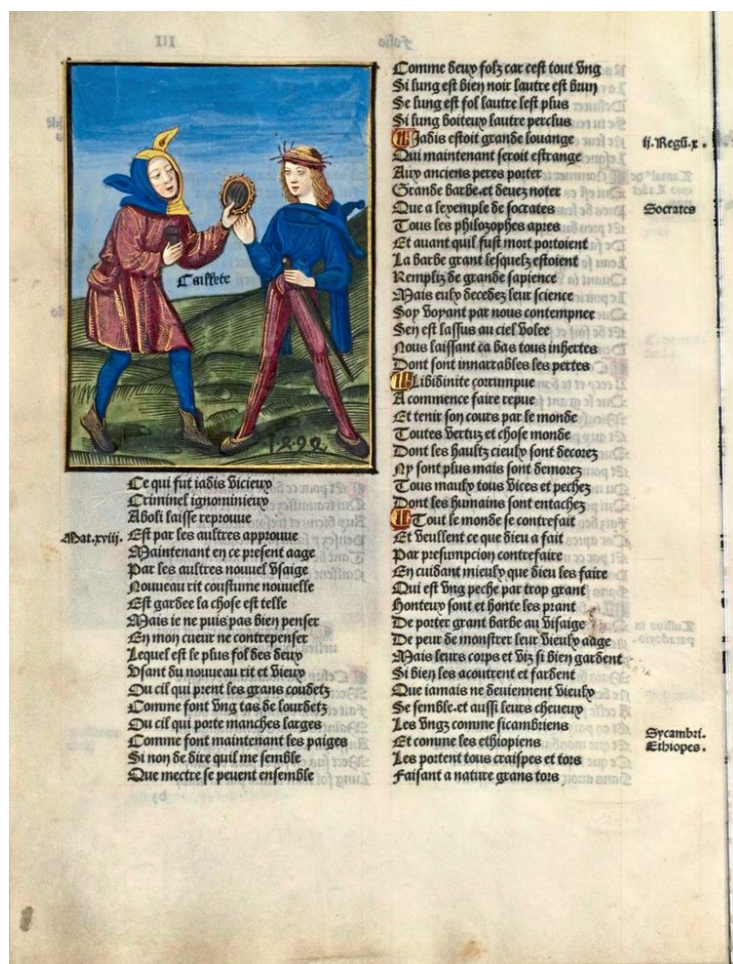 Folio
III
Caillete
1.2.9.2.
Ce qui fut iadis vicieux
Criminel ignominieux
Aboli laisse reprouue
Mat.xviij. Est par les aultres approuue
Maintenant en ce present aage
Par les aultres nouuel vsaige
Nouueau rit coustume nouuelle
Est gardee la chose est telle
Mais ie ne puis pas bien penser
En mon cueur ne contrepenser
Lequel est le plus fol des deux
Vsant du nouueau rit et vieux
Ou cil qui prent les grans coudetz
Comme font vng tas de lourdetz
Ou cil qui porte manches larges
Comme font maintenant les paiges
Si non de dire quil me semble
Que mectre se peuent ensemble
Comme deux folz car cest tout vng
Si lung est bien noir lautre est brun
Se lung est fol lautre lest plus
Si lung boiteux lautre perclus
Iadis estoit grande louange
ij. Regū.x.
Qui maintenant seroit estrange
Aux anciens peres porter
Grande barbe.et deuez noter
Que a lexemple de socrates
Socrates
Tous les philozophes apres
Et auant quil fust mort portoient
La barbe grant lesquelz estoient
Rempliz de grande sapience
Mais eulx decedez leur science
Soy voyant par nous contempnee
Sen est lassus au ciel volee
Nous laissant ca bas tous inhertes
Dont sont innarrables les pertes
Libidinite corrumpue
A commence faire repue
Et tenir son cours par le monde
Toutes vertuz et chose monde
Dont les haultz cieulx sont decorez
Ny sont plus mais sont demorez
Tous maulx tous vices et pechez
Dont les humains sont entachez
Tout le monde se contrefait
Et veullent ce que dieu a fait
Par presumpcion contrefaire
En cuidant mieulx que dieu les faire
Qui est vng peche par trop grant
Honteux sont et honte les prant
De porter grant barbe au visaige
De peur de monstrer leur vieulx aage
Mais leurs corps et viz si bien gardent
Si bien les acoutrent et fardent
Que iamais ne deuiennent vieulx
Se semble.et aussi leurs cheueux
Les vngz comme sicambriens
Sycambri.
Et comme les ethiopiens
Ethiopes.
Les portent tous craispes et tors
Faisant a nature grans tors